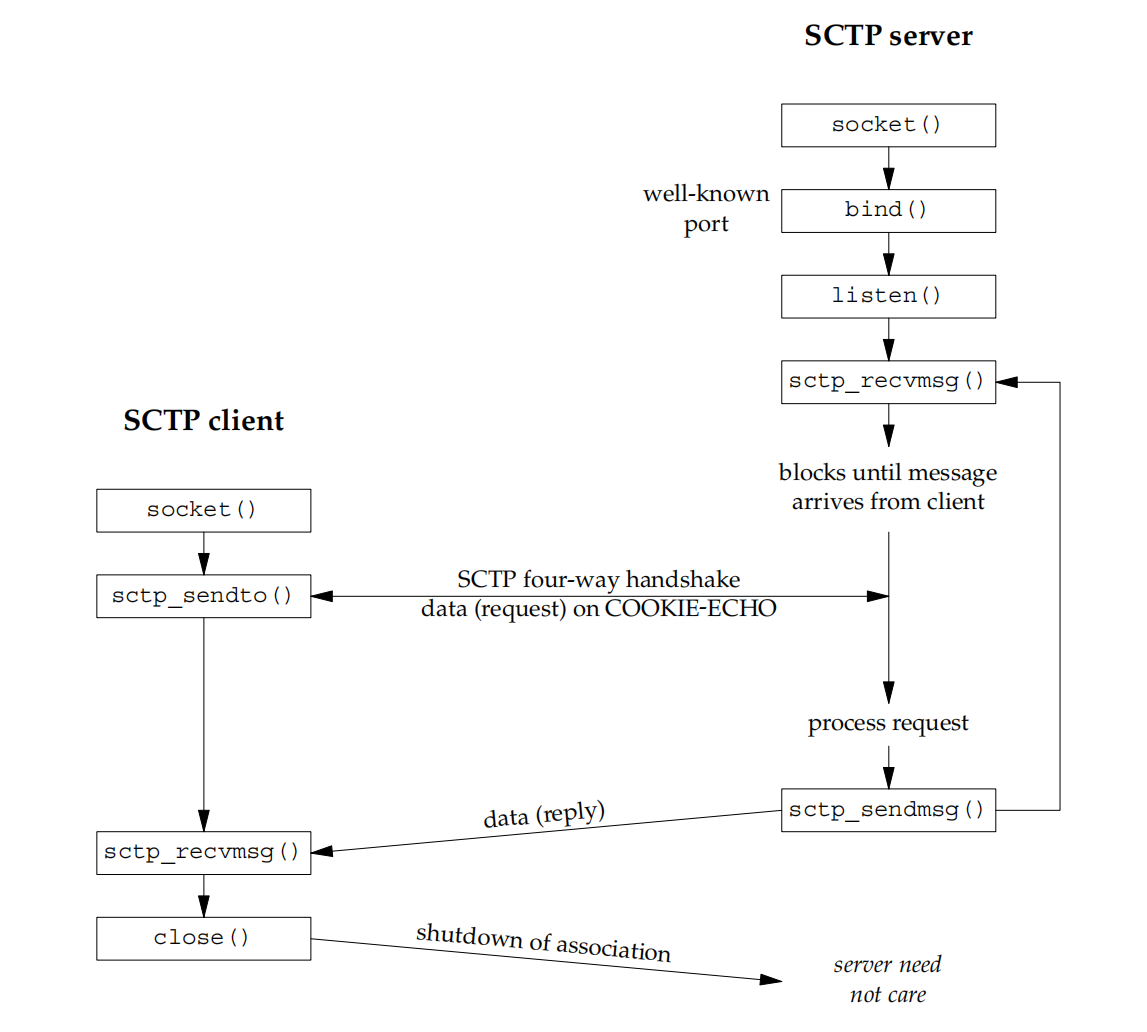 SCTP server
socket()
well-known
port
bind()
listen()
sctp_recvmsg()
blocks until message
arrives from client
SCTP client
socket()
sctp_sendto()
SCTP four-way handshake
data (request) on COOKIE-ECHO
process request
sctp_sendmsg()
data (reply)
sctp_recvmsg()
close()
shutdown of association
server need
not care